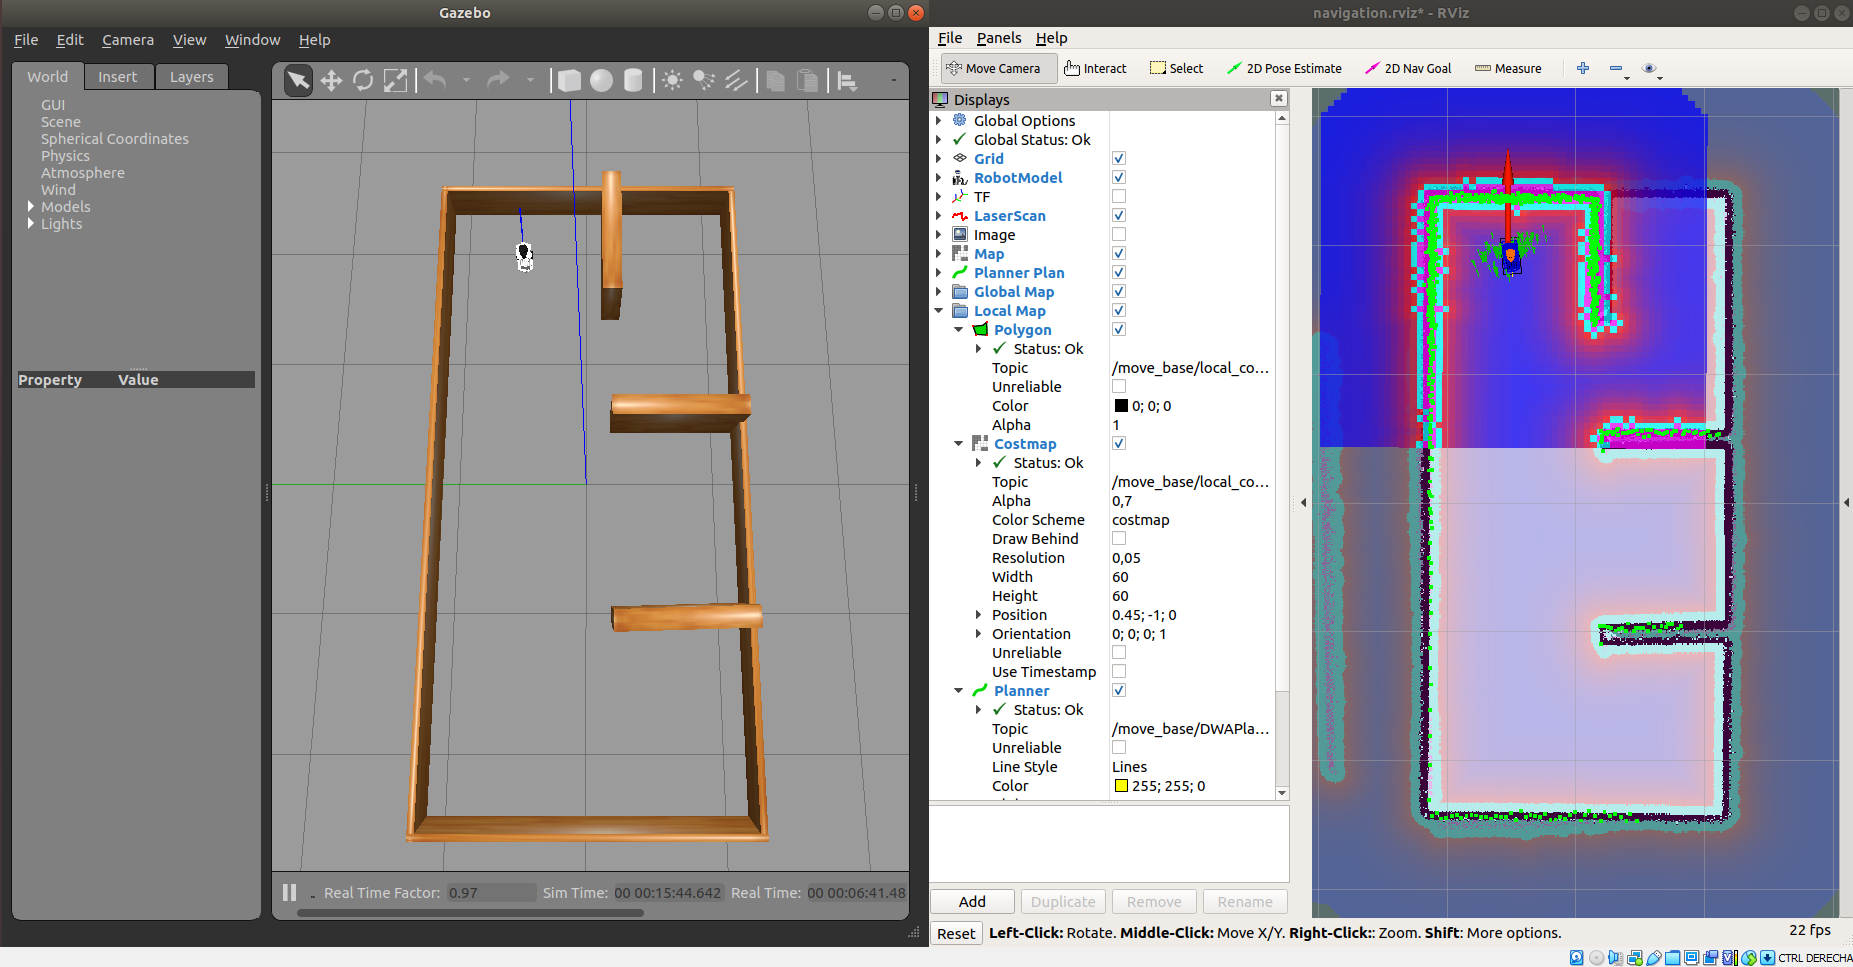 Gazebo
File Edit Camera View Window Help
World Insert Layers
GUI
Scene
Spherical Coordinates
Physics
Atmosphere
Wind
Models
Lights
Property Value
Real Time Factor: 0.97 Sim Time: 00 00:15:44.642 Real Time: 00 00:06:41.48
navigation.rviz* - RViz
File Panels Help
Move Camera Interact Select 2D Pose Estimate 2D Nav Goal Measure
Displays
Global Options
Global Status: Ok
Grid
RobotModel
TF
LaserScan
Image
Map
Planner Plan
Global Map
Local Map
Polygon
Status: Ok
Topic /move_base/local_co...
Unreliable
Color 0; 0; 0
Alpha 1
Costmap
Status: Ok
Topic /move_base/local_co...
Alpha 0,7
Color Scheme costmap
Draw Behind
Resolution 0,05
Width 60
Height 60
Position 0.45; -1; 0
Orientation 0; 0; 0; 1
Unreliable
Use Timestamp
Planner
Status: Ok
Topic /move_base/DWAPla...
Unreliable
Line Style Lines
Color 255; 255; 0
Add Duplicate Remove Rename
Reset Left-Click: Rotate. Middle-Click: Move X/Y. Right-Click:: Zoom. Shift: More options. 22 fps
CTRL DERECHA